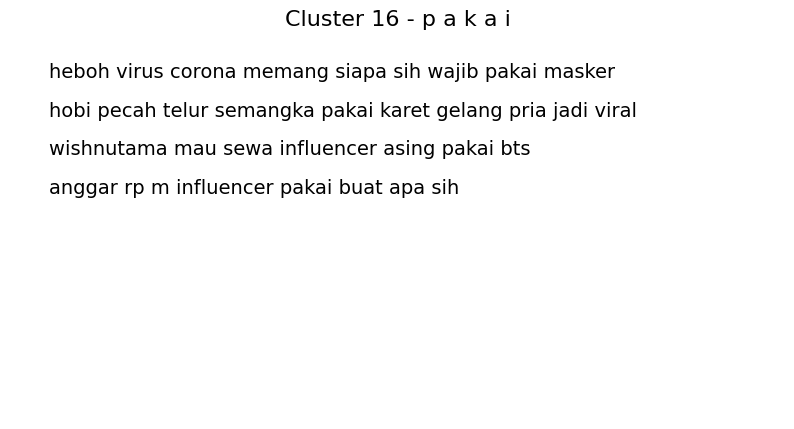 Cluster 16 - p a k a i
heboh virus corona memang siapa sih wajib pakai masker
hobi pecah telur semangka pakai karet gelang pria jadi viral
wishnutama mau sewa influencer asing pakai bts
anggar rp m influencer pakai buat apa sih